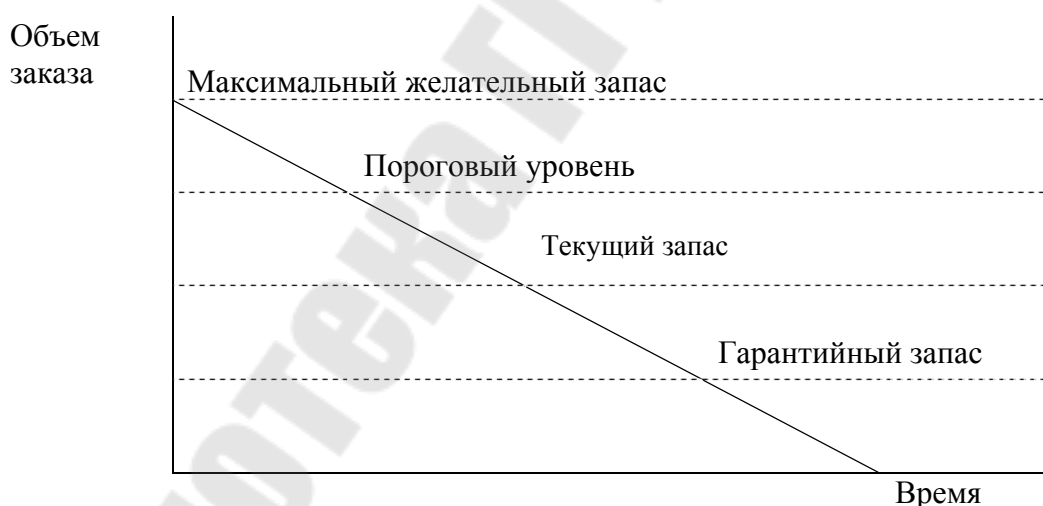 Объем
заказа
Максимальный желательный запас
Пороговый уровень
Текущий запас
Гарантийный запас
Время